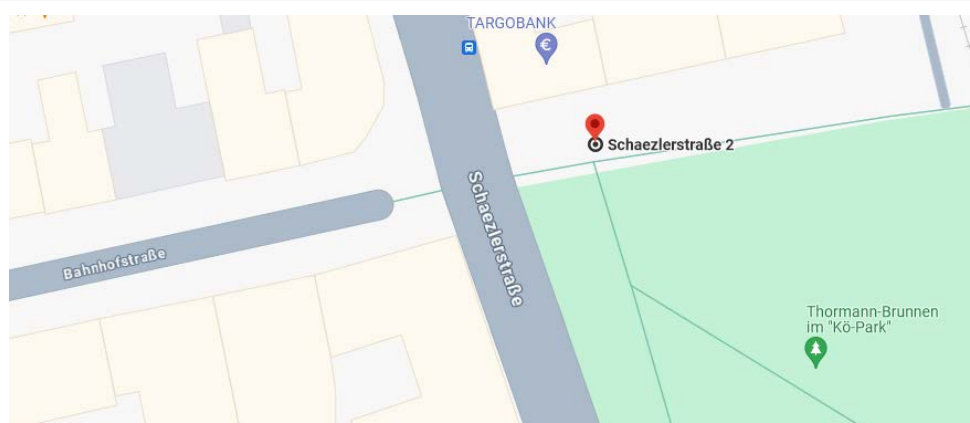 TARGOBANK
€
Schaezlerstraße 2
Schaezlerstraße
Bahnhofstraße
Thormann-Brunnen
im "Kö-Park"